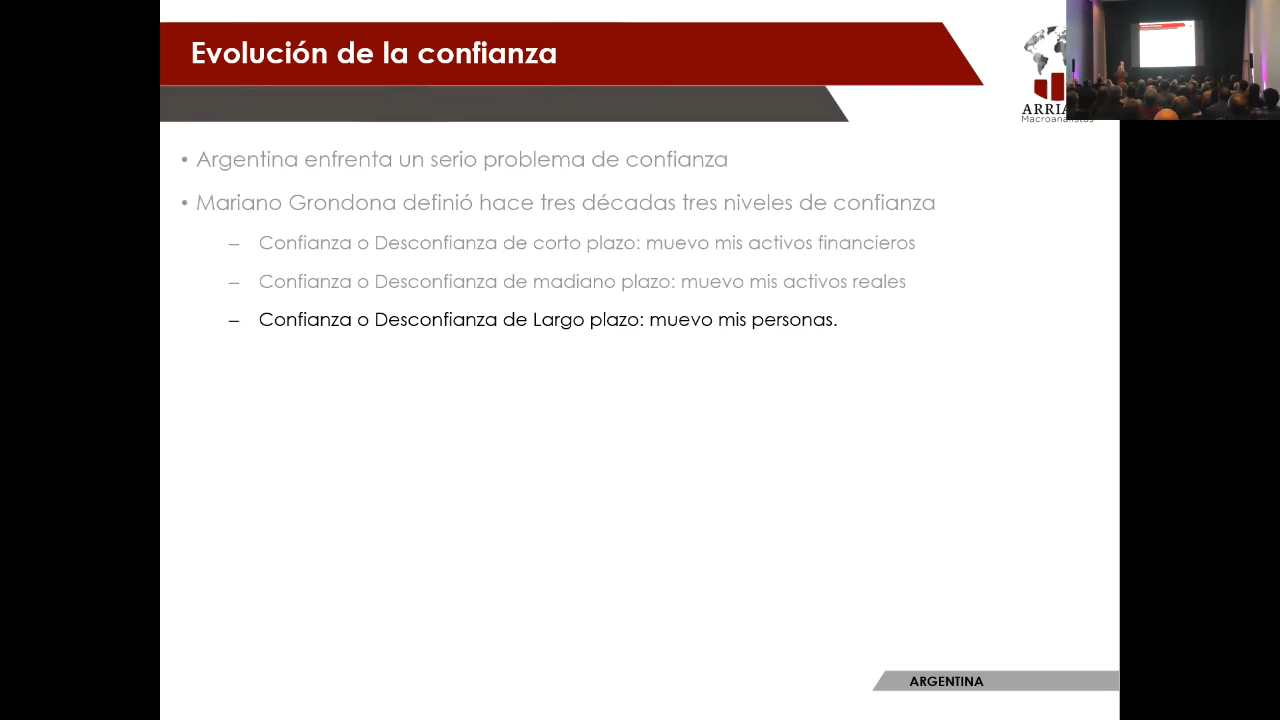 Evolución de la confianza
ARRIA
Macroanalistas
• Argentina enfrenta un serio problema de confianza
• Mariano Grondona definió hace tres décadas tres niveles de confianza
– Confianza o Desconfianza de corto plazo: muevo mis activos financieros
– Confianza o Desconfianza de madiano plazo: muevo mis activos reales
– Confianza o Desconfianza de Largo plazo: muevo mis personas.
ARGENTINA